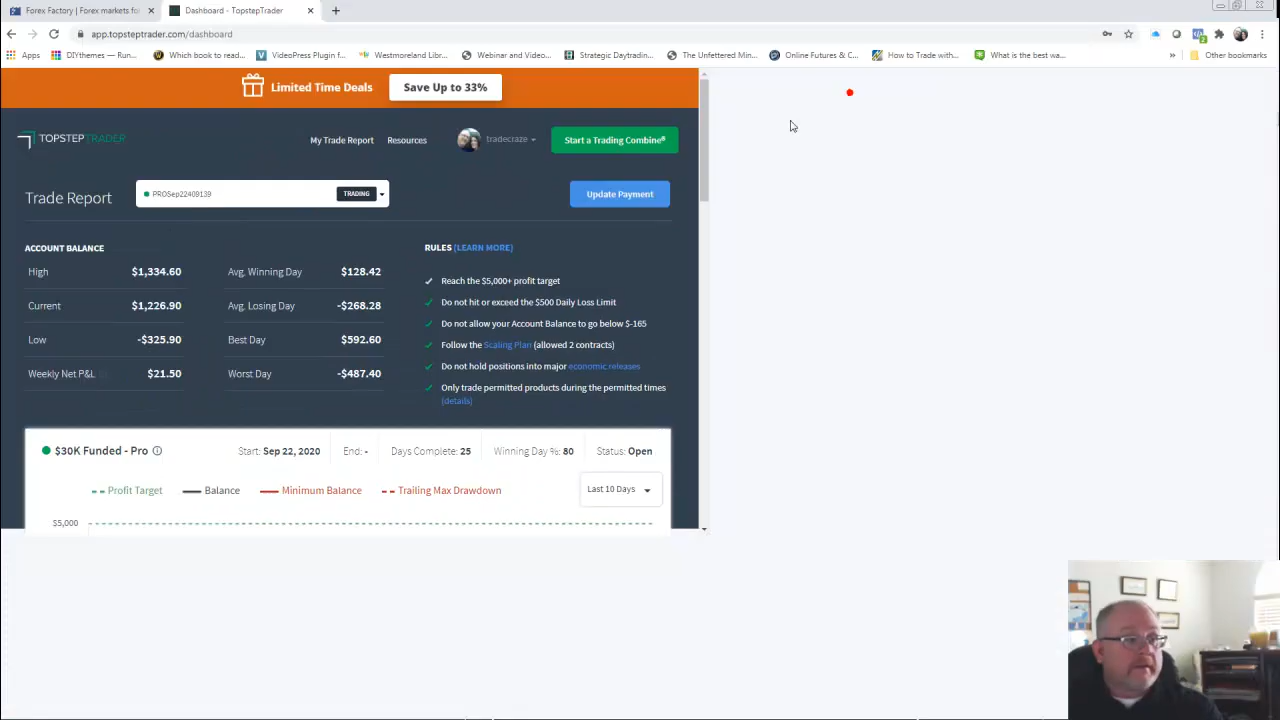 Forex Factory | Forex markets fo
Dashboard - TopstepTrader
app.topsteptrader.com/dashboard
Apps
DIYthemes — Run...
Which book to read...
VideoPress Plugin f...
Westmoreland Libr...
Webinar and Video...
Strategic Daytradin...
The Unfettered Min...
Online Futures & C...
How to Trade with...
What is the best wa...
»
Other bookmarks
Limited Time Deals
Save Up to 33%
TOPSTEPTRADER
My Trade Report
Resources
tradecraze
Start a Trading Combine®
Trade Report
PROSep22409139
TRADING
Update Payment
ACCOUNT BALANCE
High $1,334.60
Current $1,226.90
Low -$325.90
Weekly Net P&L $21.50
Avg. Winning Day $128.42
Avg. Losing Day -$268.28
Best Day $592.60
Worst Day -$487.40
RULES (LEARN MORE)
Reach the $5,000+ profit target
Do not hit or exceed the $500 Daily Loss Limit
Do not allow your Account Balance to go below $-165
Follow the Scaling Plan (allowed 2 contracts)
Do not hold positions into major economic releases
Only trade permitted products during the permitted times
(details)
$30K Funded - Pro
Start: Sep 22, 2020
End: -
Days Complete: 25
Winning Day %: 80
Status: Open
Profit Target
Balance
Minimum Balance
Trailing Max Drawdown
Last 10 Days
$5,000